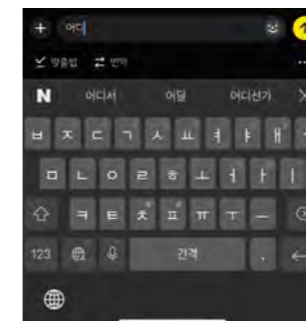 어디
맞춤법 번역
N 어디서 어딜 어디선가
ㅂ ㅈ ㄷ ㄱ ㅅ ㅛ ㅕ ㅑ ㅐ ㅔ
ㅁ ㄴ ㅇ ㄹ ㅎ ㅗ ㅓ ㅏ ㅣ
ㅋ ㅌ ㅊ ㅍ ㅠ ㅜ ㅡ
123 간격 .